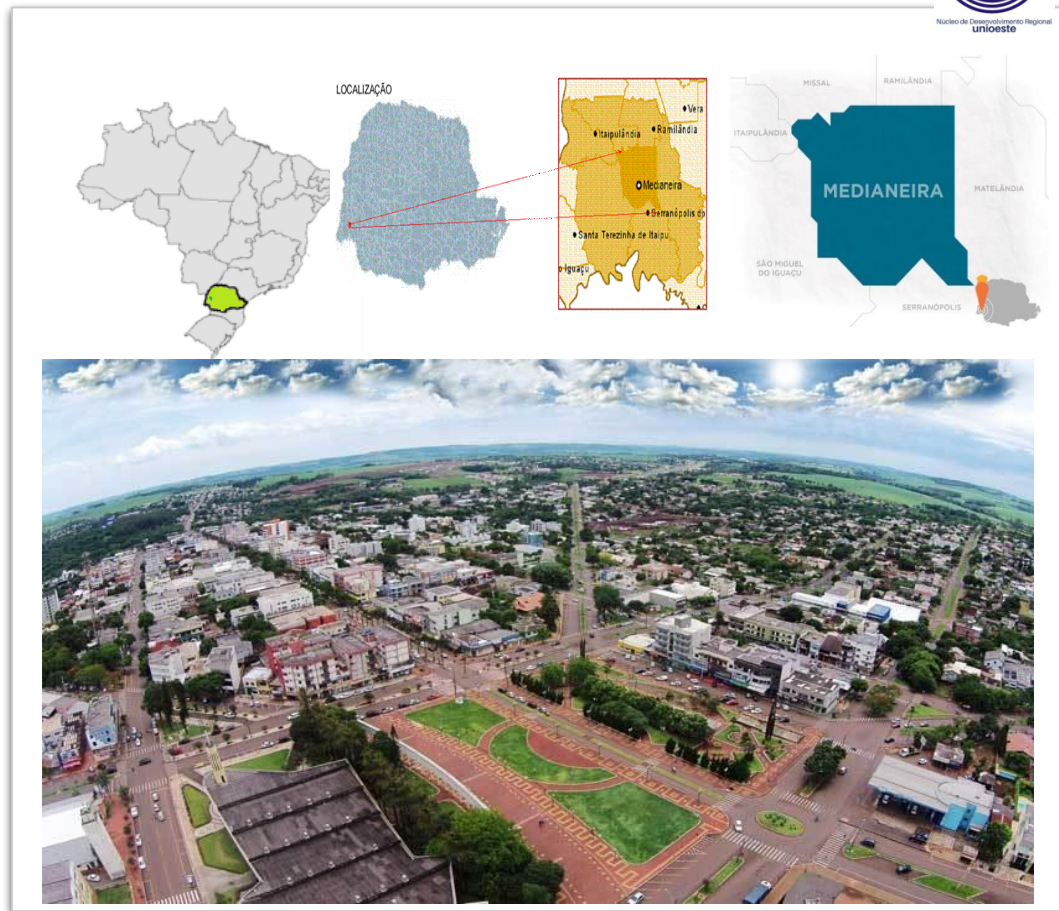 Núcleo de Desenvolvimento Regional
unioeste
LOCALIZAÇÃO
Vera
Itaipulândia
Ramilândia
Medianeira
Serranópolis do
Santa Terezinha de Itaipu
o Iguaçu
MISSAL
RAMILÂNDIA
ITAIPULÂNDIA
MEDIANEIRA
MATELÂNDIA
SÃO MIGUEL
DO IGUAÇU
SERRANÓPOLIS